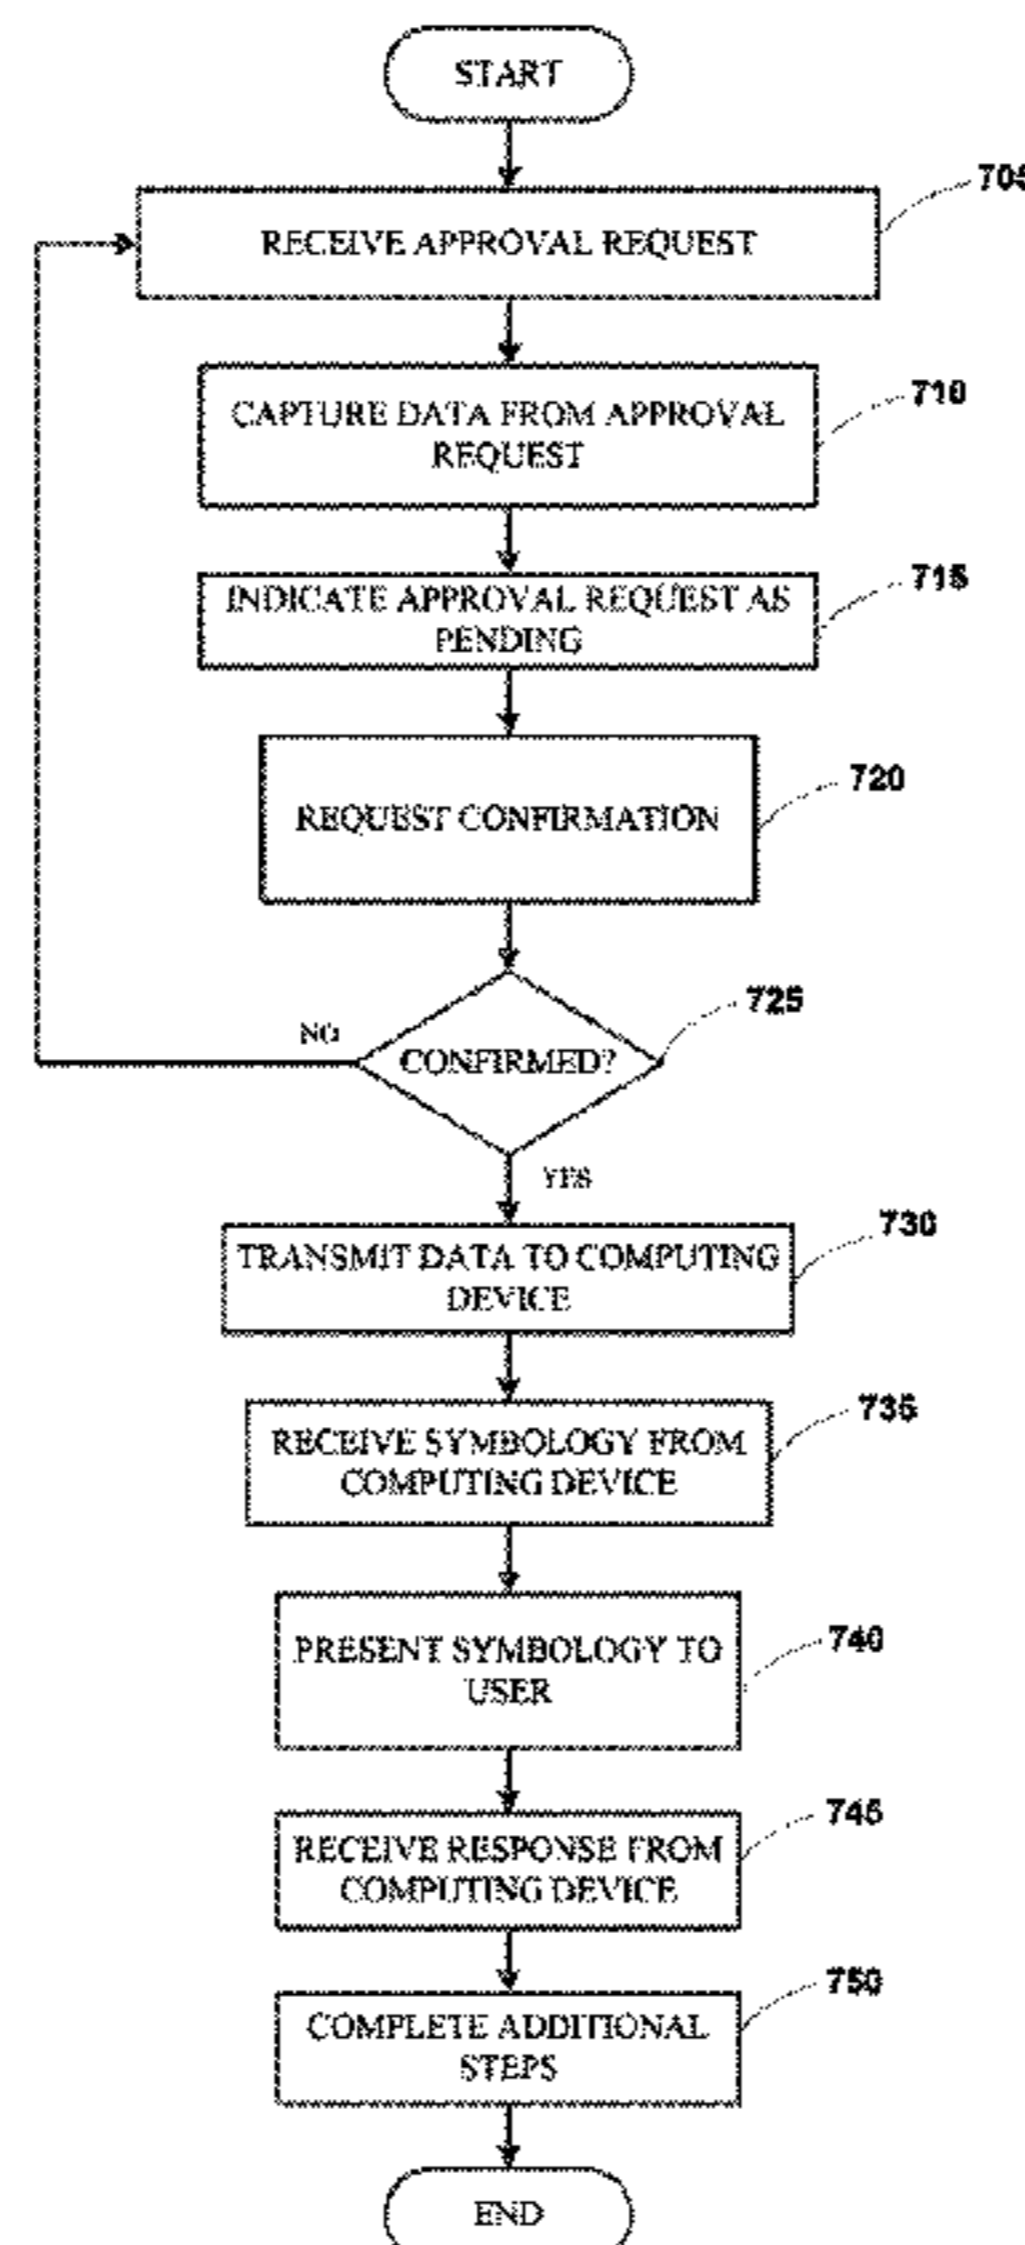 START
705
RECEIVE APPROVAL REQUEST
710
CAPTURE DATA FROM APPROVAL
REQUEST
715
INDICATE APPROVAL REQUEST AS
PENDING
720
REQUEST CONFIRMATION
725
NO
CONFIRMED?
YES
730
TRANSMIT DATA TO COMPUTING
DEVICE
735
RECEIVE SYMBOLOGY FROM
COMPUTING DEVICE
740
PRESENT SYMBOLOGY TO
USER
745
RECEIVE RESPONSE FROM
COMPUTING DEVICE
750
COMPLETE ADDITIONAL
STEPS
END